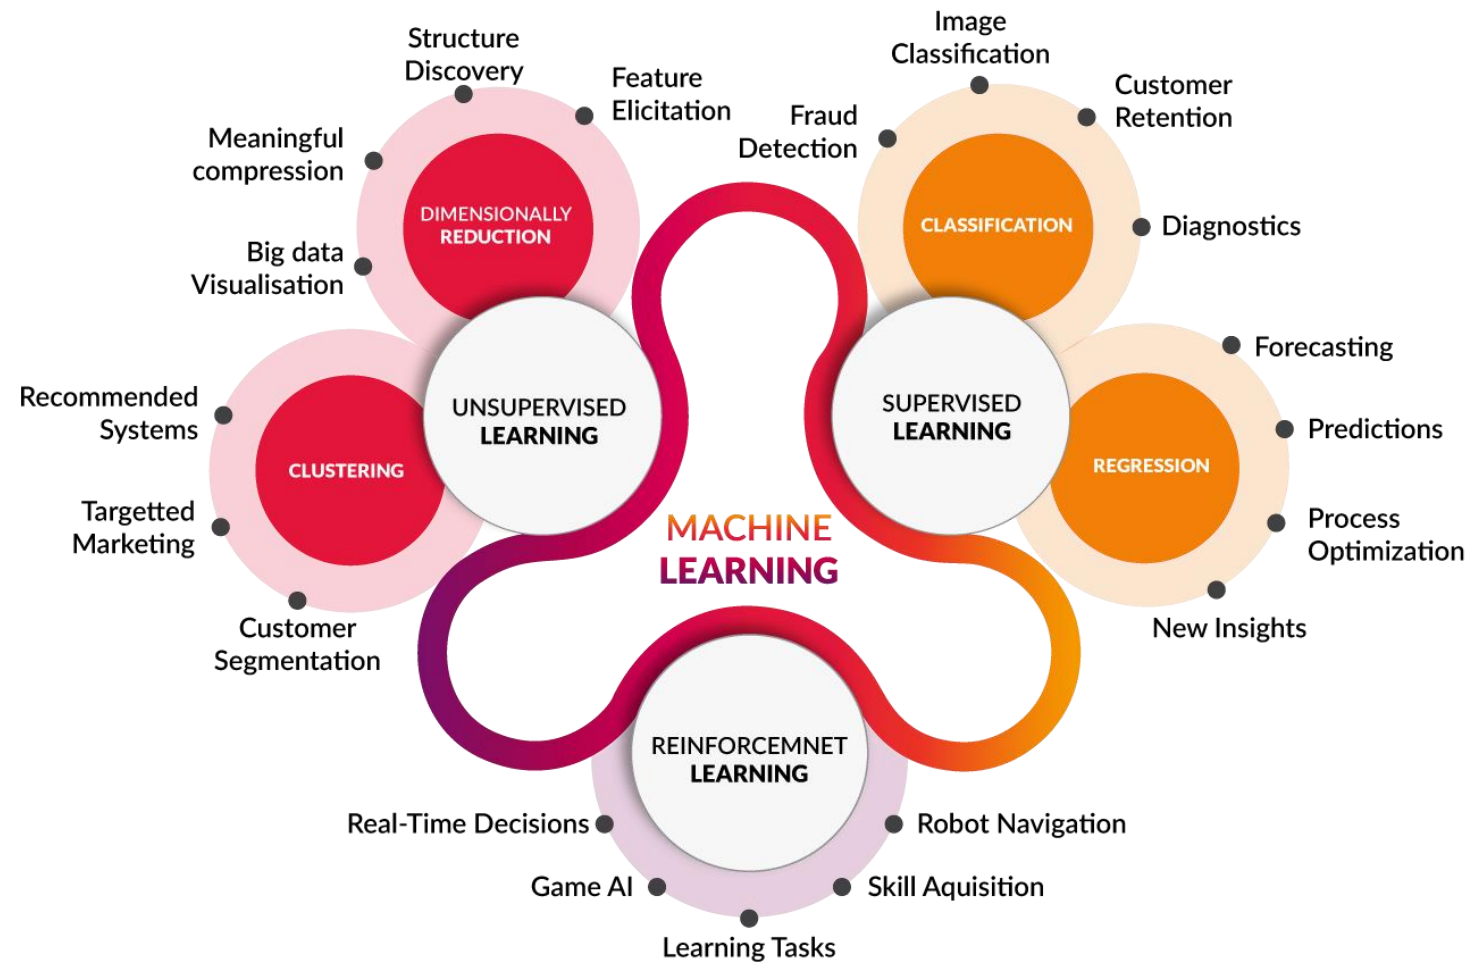 Structure
Discovery
Feature
Elicitation
Meaningful
compression
Big data
Visualisation
DIMENSIONALLY
REDUCTION
Recommended
Systems
Targetted
Marketing
Customer
Segmentation
CLUSTERING
UNSUPERVISED
LEARNING
Image
Classification
Customer
Retention
Fraud
Detection
Diagnostics
CLASSIFICATION
SUPERVISED
LEARNING
Forecasting
Predictions
Process
Optimization
New Insights
REGRESSION
MACHINE
LEARNING
REINFORCEMNET
LEARNING
Real-Time Decisions
Game AI
Learning Tasks
Skill Aquisition
Robot Navigation